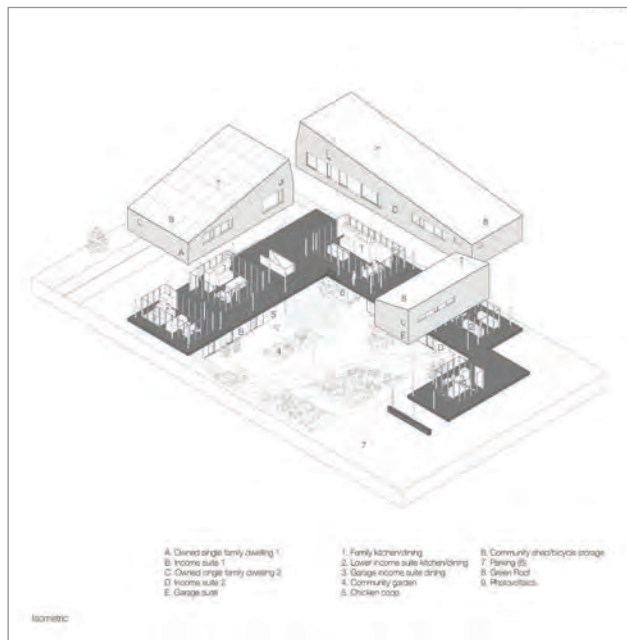 A. Owned single family dwelling 1
B. Income suite 1
C. Owned single family dwelling 2
D. Income suite 2
E. Garage suite
1. Family kitchen/dining
2. Lower income suite kitchen/dining
3. Garage income suite dining
4. Community garden
5. Chicken coop
6. Community shed/bicycle storage
7. Parking (6)
8. Green Roof
9. Photovoltaics
Isometric